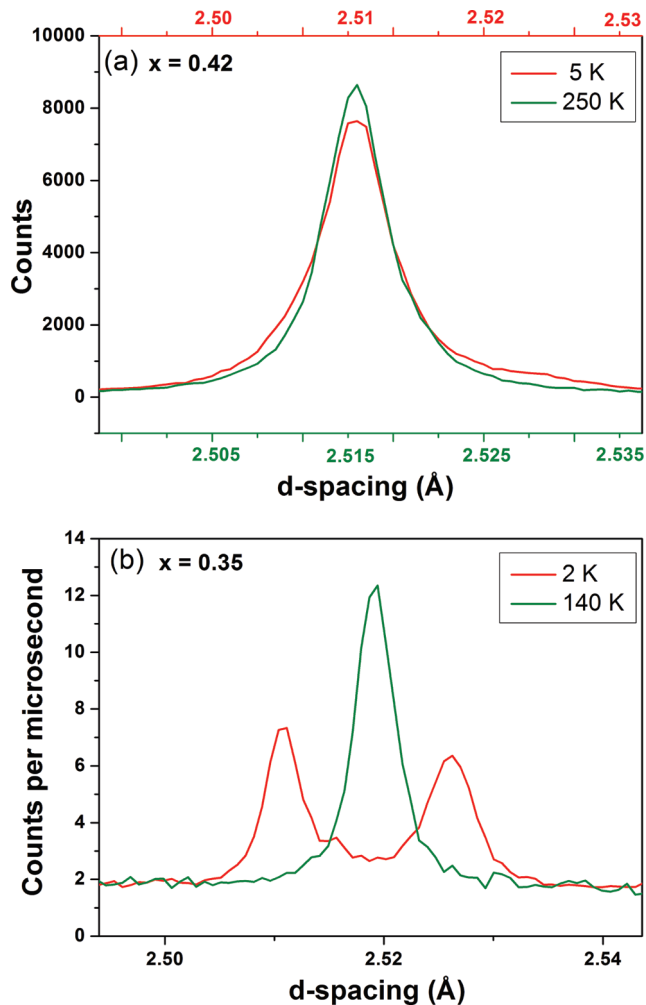 2.50 2.51 2.52 2.53
10000
(a) x = 0.42
5 K
250 K
8000
6000
4000
2000
0
Counts
2.505 2.515 2.525 2.535
d-spacing (Å)
14
(b) x = 0.35
2 K
140 K
12
10
8
6
4
2
0
Counts per microsecond
2.50 2.52 2.54
d-spacing (Å)